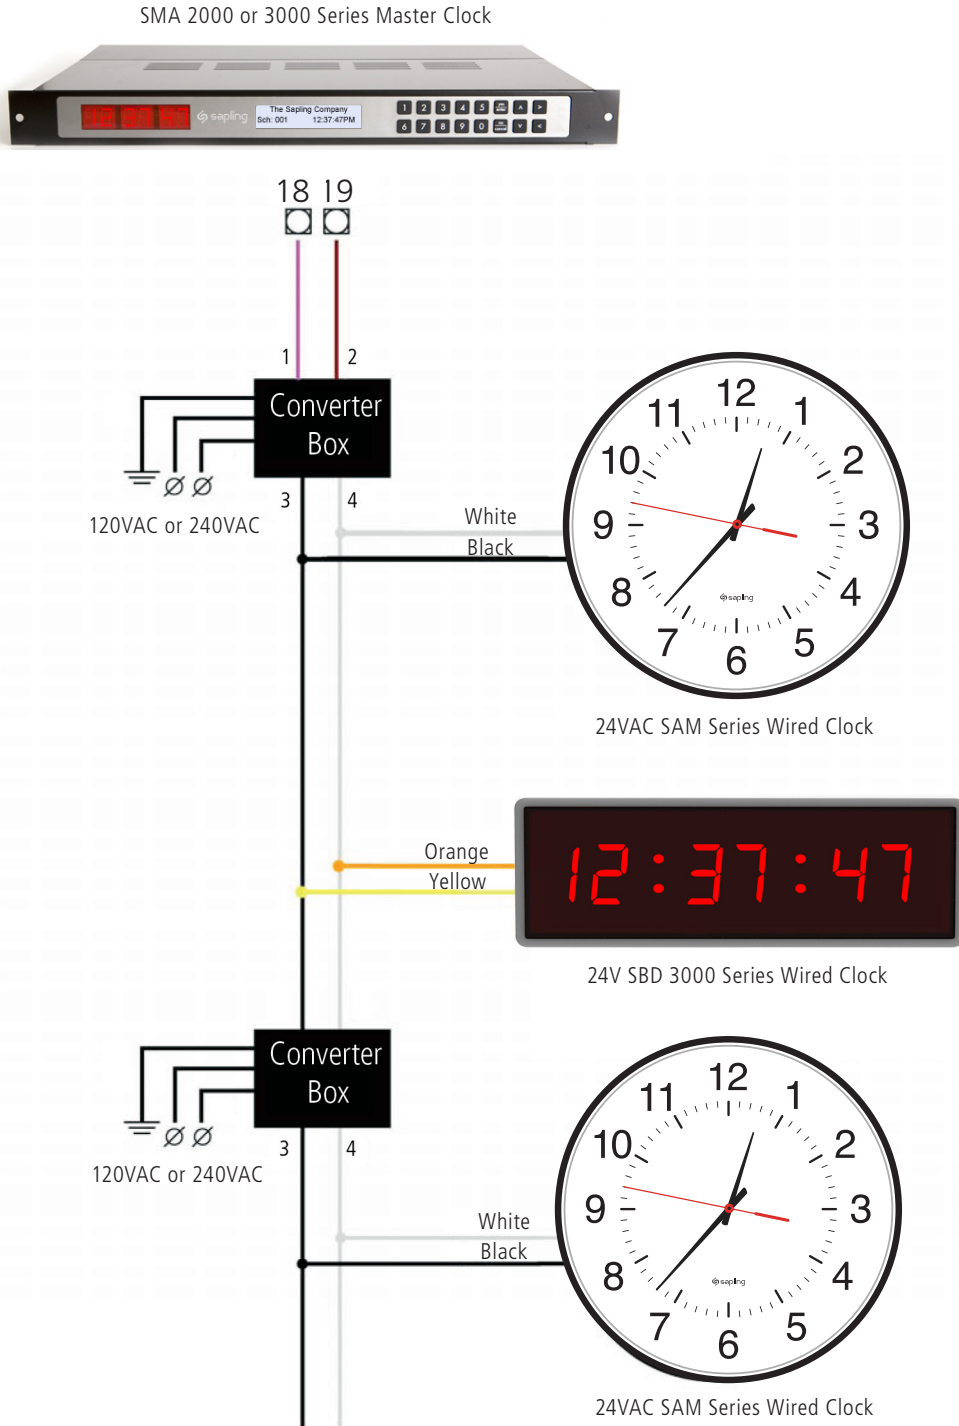 SMA 2000 or 3000 Series Master Clock
sapling
The Sapling Company
Sch: 001 12:37:47PM
1 2 3 4 5
6 7 8 9 0
18 19
1 2
Converter
Box
3 4
120VAC or 240VAC
White
Black
12
1
2
3
4
5
6
7
8
9
10
11
sapling
24VAC SAM Series Wired Clock
Orange
Yellow
12:37:47
24V SBD 3000 Series Wired Clock
Converter
Box
3 4
120VAC or 240VAC
White
Black
12
1
2
3
4
5
6
7
8
9
10
11
sapling
24VAC SAM Series Wired Clock